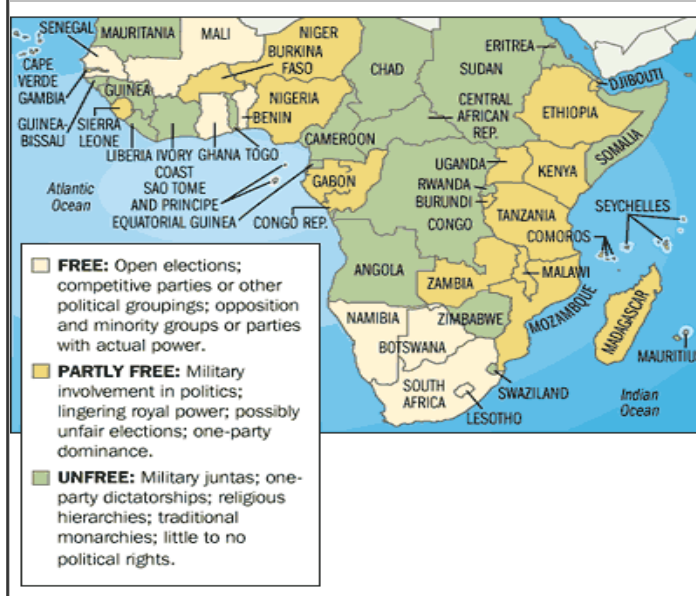 SENEGAL
MAURITANIA
MALI
NIGER
ERITREA
CAPE
VERDE
GAMBIA
BURKINA
FASO
CHAD
SUDAN
DJIBOUTI
GUINEA
NIGERIA
BENIN
CENTRAL
AFRICAN
REP.
ETHIOPIA
GUINEA-
BISSAU
SIERRA
LEONE
CAMEROON
SOMALIA
LIBERIA
IVORY
COAST
GHANA
TOGO
UGANDA
KENYA
SAO TOME
AND PRINCIPE
EQUATORIAL GUINEA
GABON
RWANDA
BURUNDI
Atlantic
Ocean
CONGO REP.
CONGO
TANZANIA
SEYCHELLES
COMOROS
ANGOLA
ZAMBIA
MALAWI
MOZAMBIQUE
MADAGASCAR
NAMIBIA
ZIMBABWE
BOTSWANA
MAURITIU
SOUTH
AFRICA
SWAZILAND
LESOTHO
Indian
Ocean
FREE: Open elections;
competitive parties or other
political groupings; opposition
and minority groups or parties
with actual power.
PARTLY FREE: Military
involvement in politics;
lingering royal power; possibly
unfair elections; one-party
dominance.
UNFREE: Military juntas; one-
party dictatorships; religious
hierarchies; traditional
monarchies; little to no
political rights.